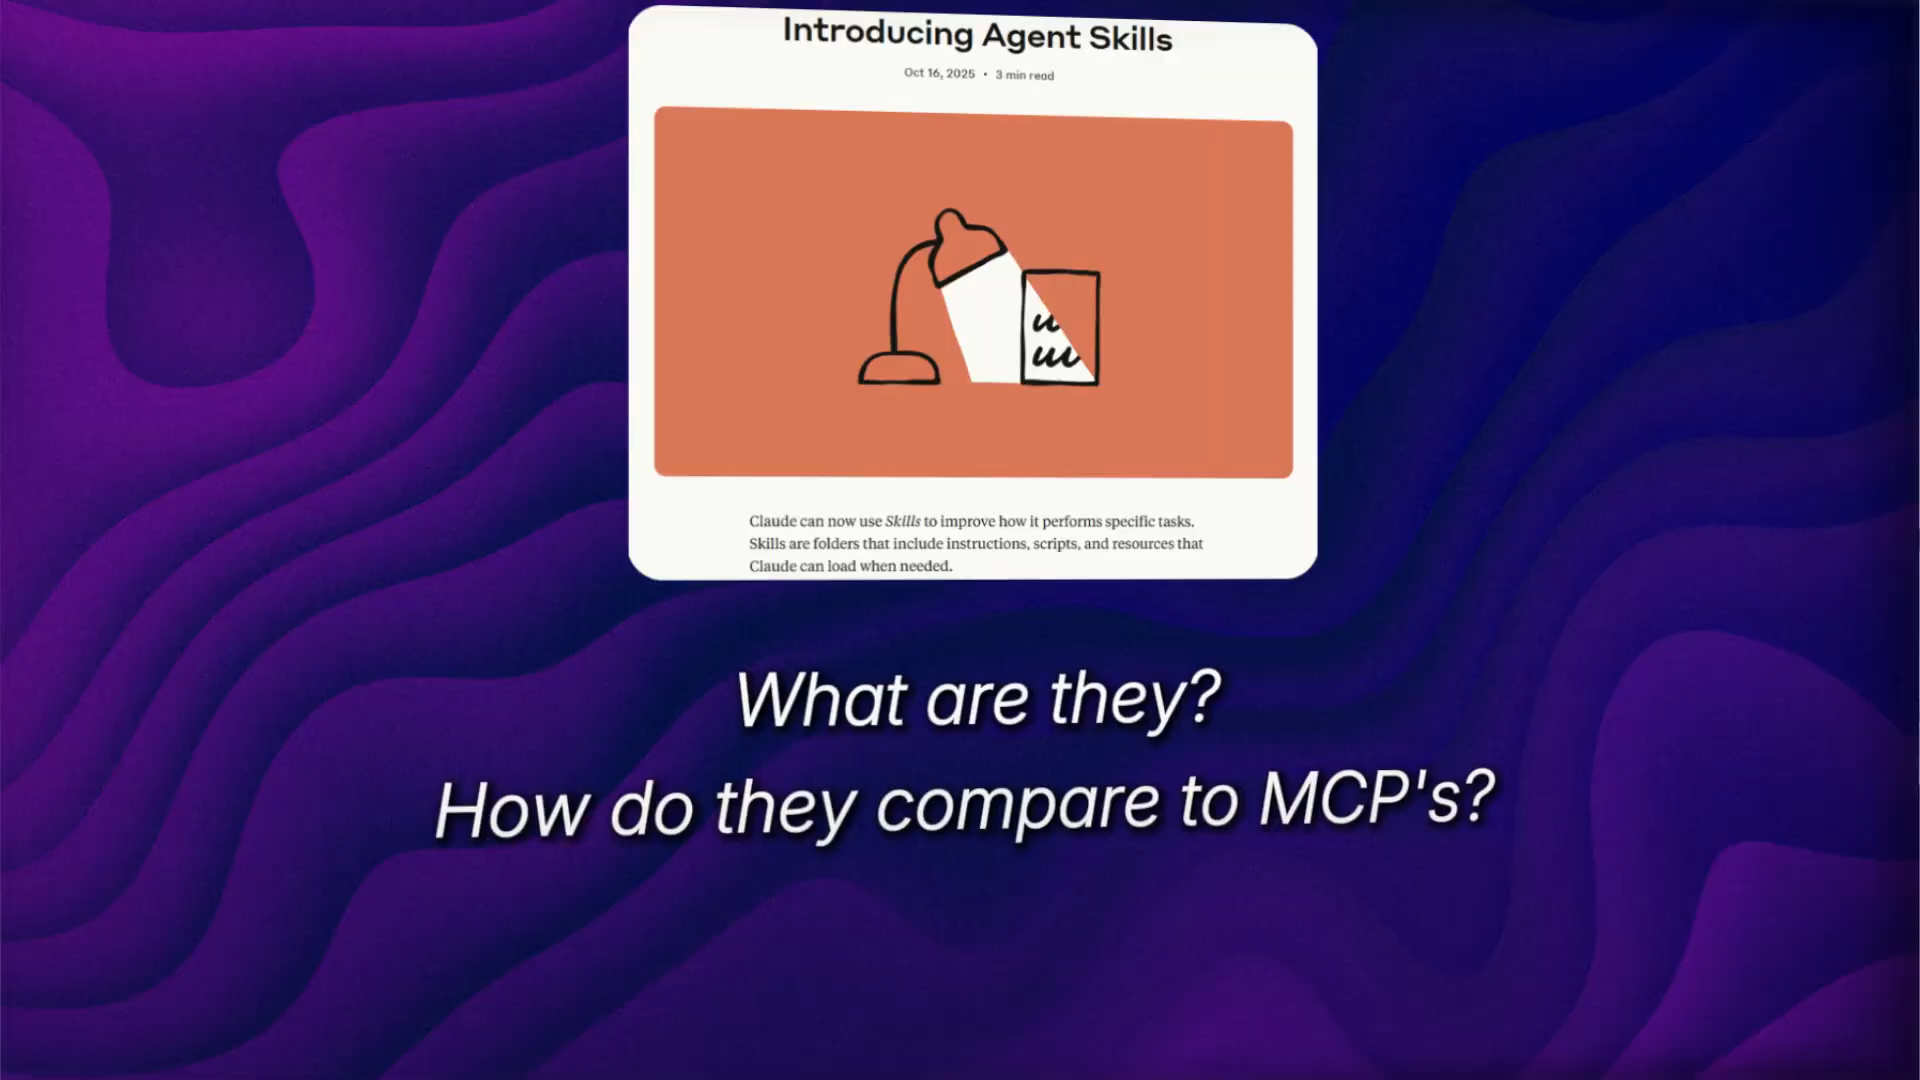 Introducing Agent Skills
Oct 16, 2025 • 3 min read
Claude can now use Skills to improve how it performs specific tasks.
Skills are folders that include instructions, scripts, and resources that
Claude can load when needed.
What are they?
How do they compare to MCP's?